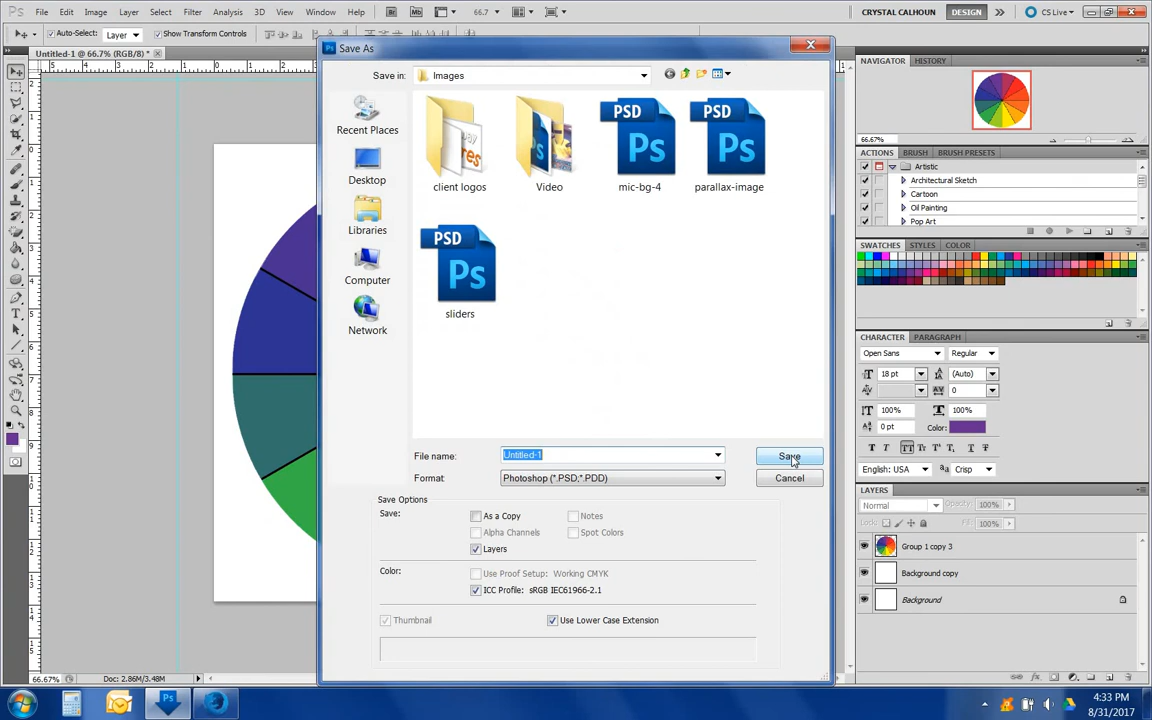 Ps File Edit Image Layer Select Filter Analysis 3D View Window Help Br Mb 66.7 CRYSTAL CALHOUN DESIGN CS Live
Auto-Select: Layer Show Transform Controls
Untitled-1 @ 66.7% (RGB/8) *
Save As
Save in: Images
Recent Places
Desktop
Libraries
Computer
Network
client logos
Video
PSD Ps
mic-bg-4
PSD Ps
parallax-image
PSD Ps
sliders
File name: Untitled-1 Save
Format: Photoshop (*.PSD;*.PDD) Cancel
Save Options
Save: As a Copy Notes
Alpha Channels Spot Colors
Layers
Color: Use Proof Setup: Working CMYK
ICC Profile: sRGB IEC61966-2.1
Thumbnail Use Lower Case Extension
NAVIGATOR HISTORY
66.67%
ACTIONS BRUSH BRUSH PRESETS
Artistic
Architectural Sketch
Cartoon
Oil Painting
Pop Art
SWATCHES STYLES COLOR
CHARACTER PARAGRAPH
Open Sans Regular
18 pt (Auto)
0
100% 100%
0 pt Color:
English: USA Crisp
LAYERS
Normal Opacity: 100%
Lock: Fill: 100%
Group 1 copy 3
Background copy
Background
66.67% Doc: 2.86M/3.48M
4:33 PM
8/31/2017